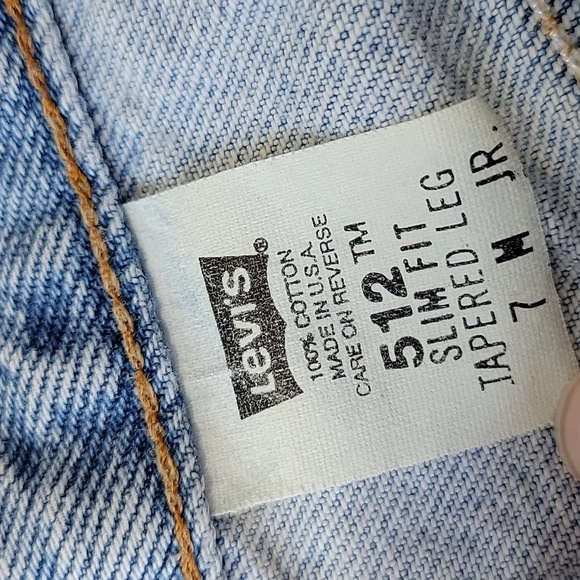 Levi's®
100% COTTON
MADE IN U.S.A.
CARE ON REVERSE
512 TM
SLIM FIT
TAPERED LEG
7 M JR.